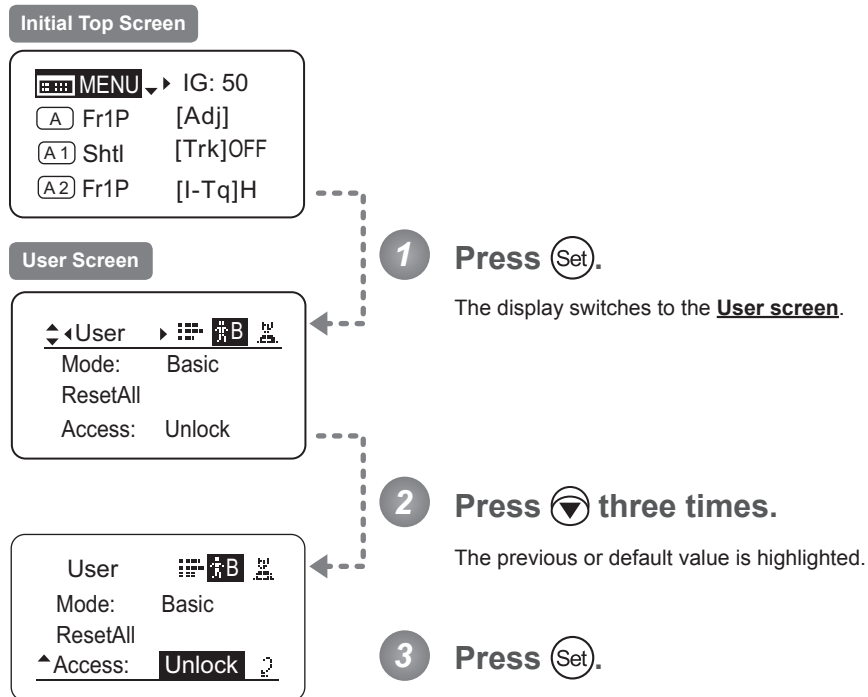 Initial Top Screen
MENU IG: 50
A Fr1P [Adj]
A1 Shtl [Trk]OFF
A2 Fr1P [I-Tq]H
1 Press Set.
The display switches to the User screen.
User Screen
User B
Mode: Basic
ResetAll
Access: Unlock
2 Press three times.
The previous or default value is highlighted.
User B
Mode: Basic
ResetAll
Access: Unlock
3 Press Set.